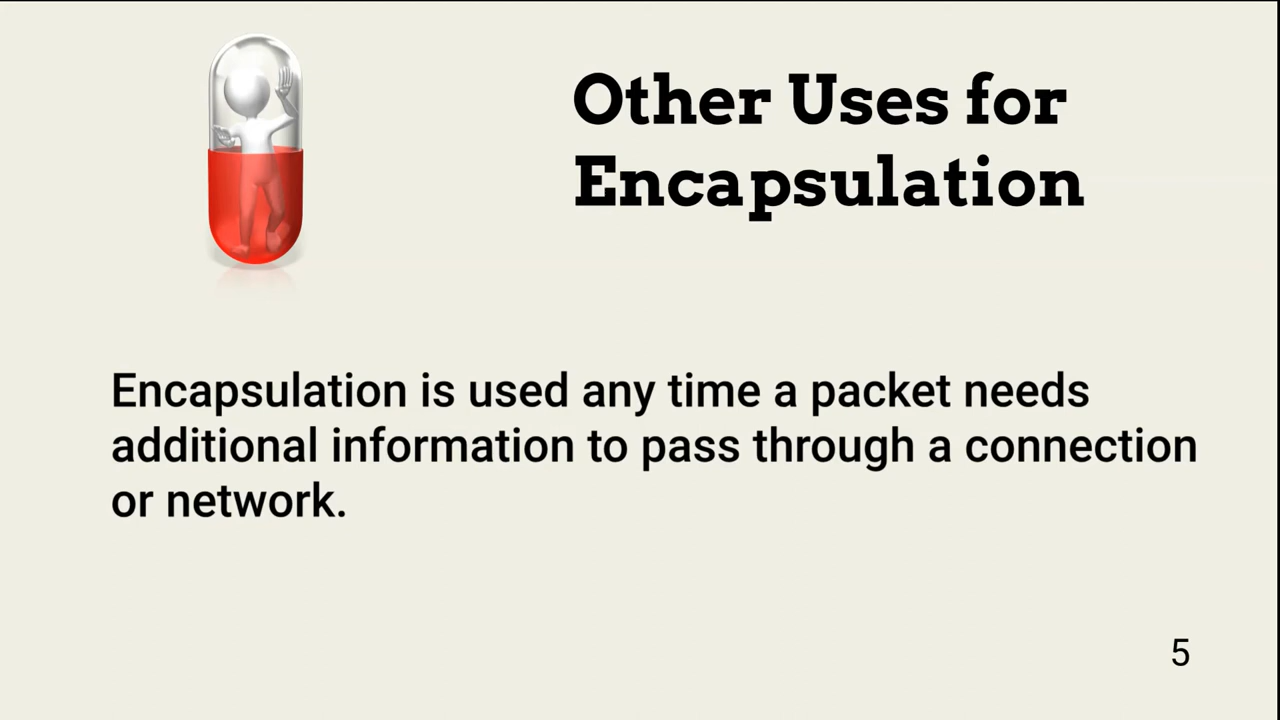 Other Uses for
Encapsulation
Encapsulation is used any time a packet needs
additional information to pass through a connection
or network.
5